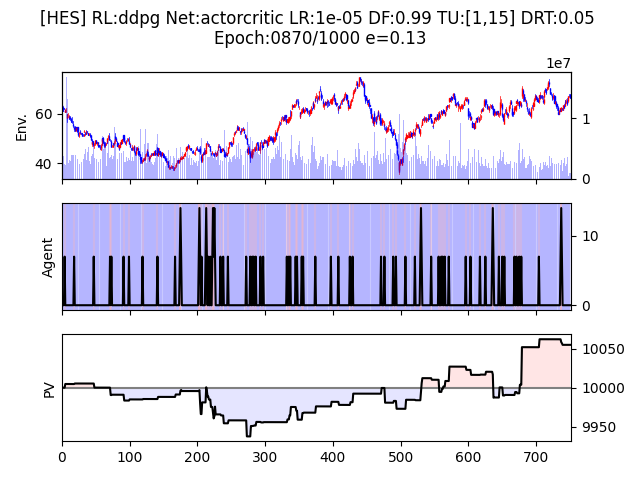 [HES] RL:ddpg Net:actorcritic LR:1e-05 DF:0.99 TU:[1,15] DRT:0.05
Epoch:0870/1000 e=0.13
1e7
Env.
60
40
1
0
Agent
10
0
PV
10050
10000
9950
0 100 200 300 400 500 600 700